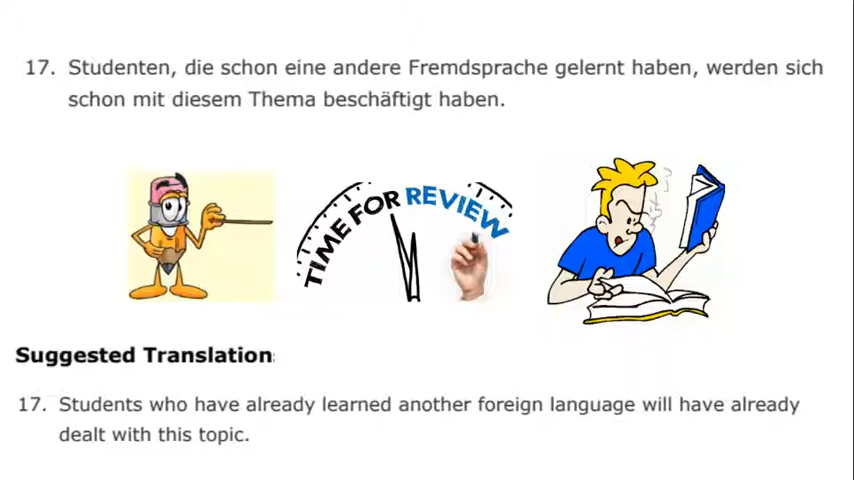 17. Studenten, die schon eine andere Fremdsprache gelernt haben, werden sich
schon mit diesem Thema beschäftigt haben.
TIME FOR REVIEW
Suggested Translation:
17. Students who have already learned another foreign language will have already
dealt with this topic.